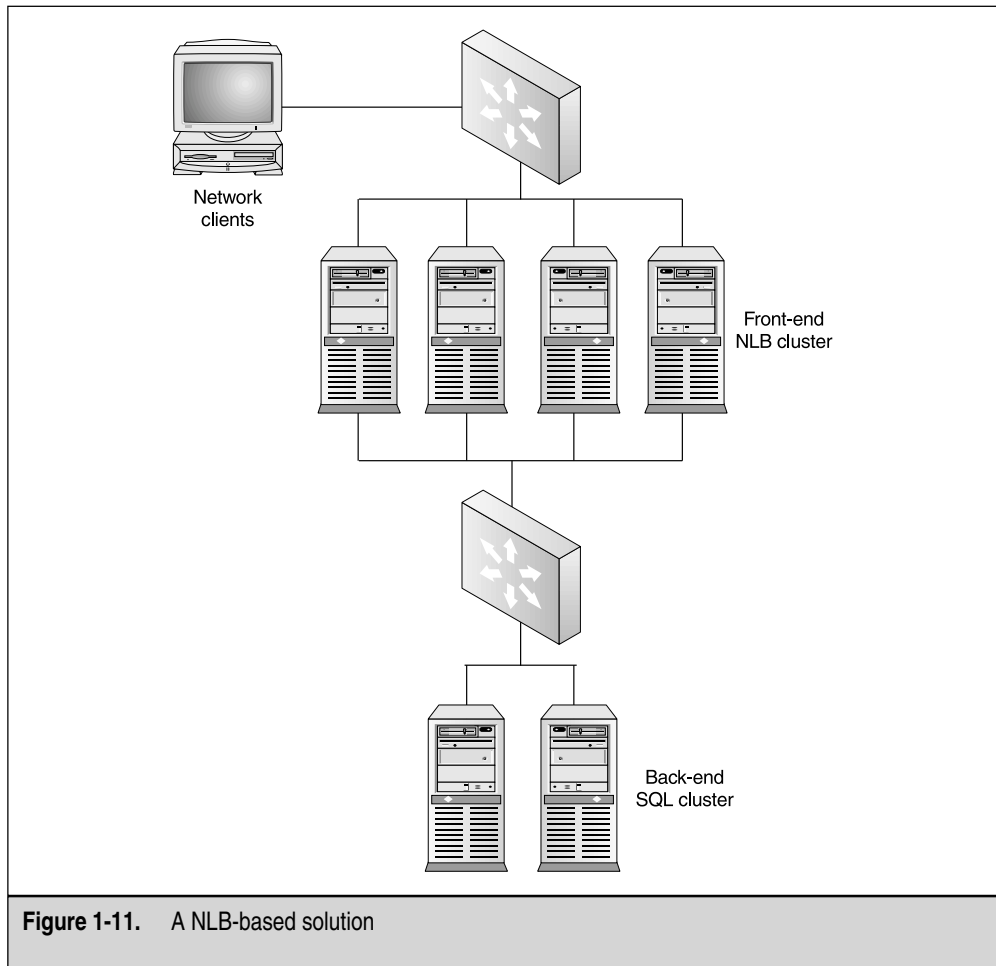 Network
clients
Front-end
NLB cluster
Back-end
SQL cluster
Figure 1-11. A NLB-based solution